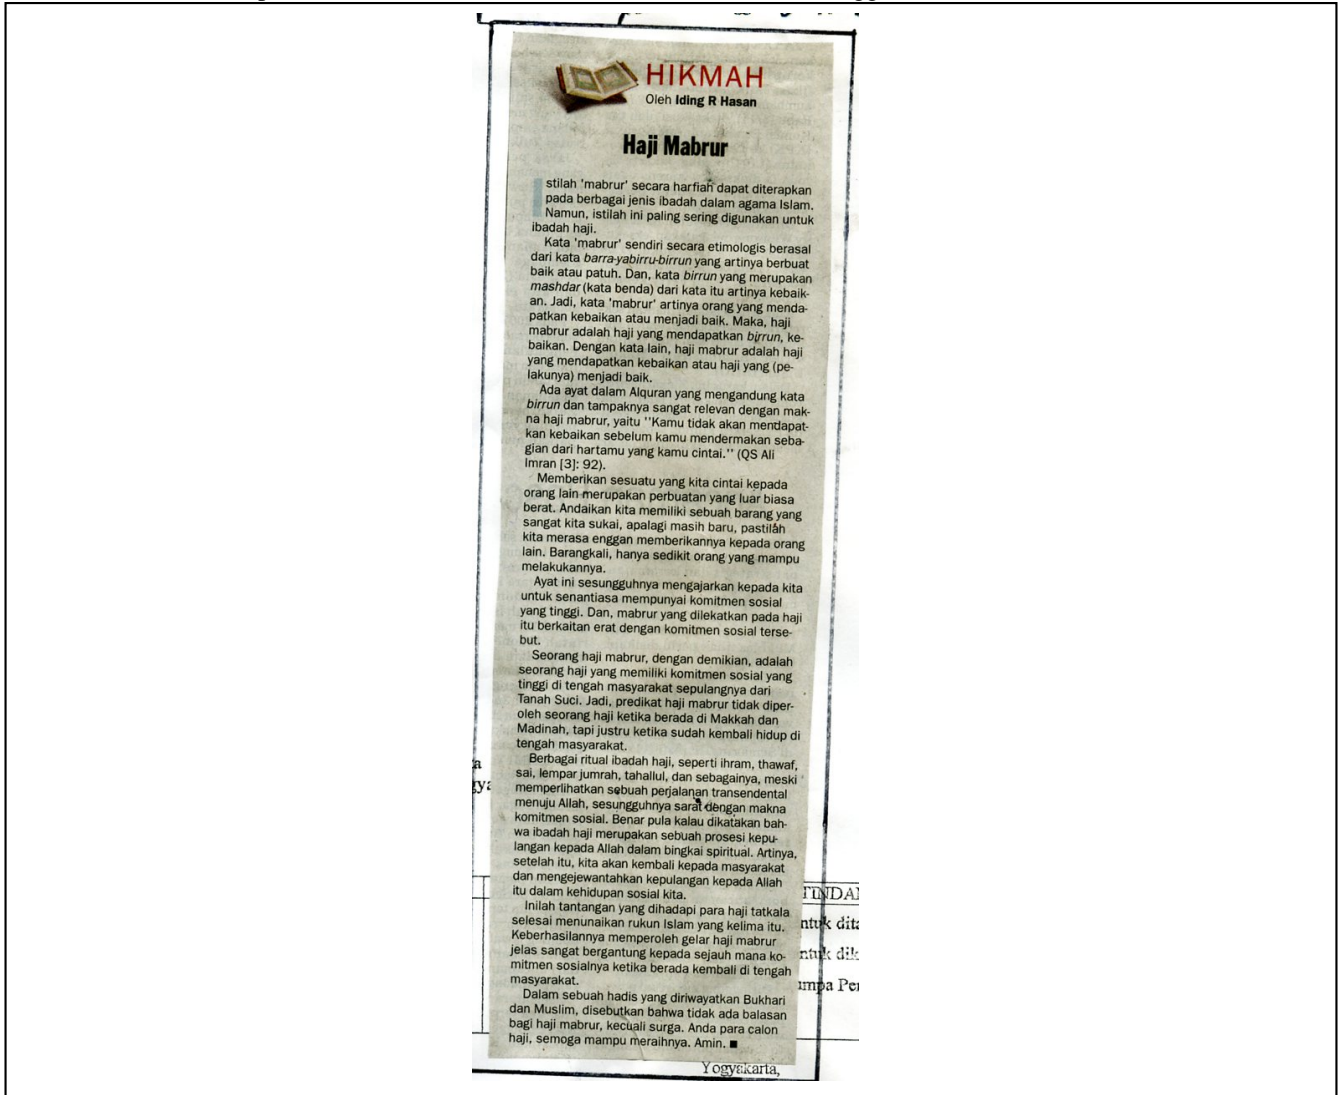 HIKMAH
Oleh Iding R Hasan
Haji Mabrur
Istilah 'mabrur' secara harfiah dapat diterapkan
pada berbagai jenis ibadah dalam agama Islam.
Namun, istilah ini paling sering digunakan untuk
ibadah haji.
Kata 'mabrur' sendiri secara etimologis berasal
dari kata barra-yabirru-birrun yang artinya berbuat
baik atau patuh. Dan, kata birrun yang merupakan
mashdar (kata benda) dari kata itu artinya kebaik-
an. Jadi, kata 'mabrur' artinya orang yang menda-
patkan kebaikan atau menjadi baik. Maka, haji
mabrur adalah haji yang mendapatkan birrun, ke-
baikan. Dengan kata lain, haji mabrur adalah haji
yang mendapatkan kebaikan atau haji yang (pe-
lakunya) menjadi baik.
Ada ayat dalam Alquran yang mengandung kata
birrun dan tampaknya sangat relevan dengan mak-
na haji mabrur, yaitu ''Kamu tidak akan mendapat-
kan kebaikan sebelum kamu mendermakan seba-
gian dari hartamu yang kamu cintai.'' (QS Ali
Imran [3]: 92).
Memberikan sesuatu yang kita cintai kepada
orang lain merupakan perbuatan yang luar biasa
berat. Andaikan kita memiliki sebuah barang yang
sangat kita sukai, apalagi masih baru, pastilah
kita merasa enggan memberikannya kepada orang
lain. Barangkali, hanya sedikit orang yang mampu
melakukannya.
Ayat ini sesungguhnya mengajarkan kepada kita
untuk senantiasa mempunyai komitmen sosial
yang tinggi. Dan, mabrur yang dilekatkan pada haji
itu berkaitan erat dengan komitmen sosial terse-
but.
Seorang haji mabrur, dengan demikian, adalah
seorang haji yang memiliki komitmen sosial yang
tinggi di tengah masyarakat sepulangnya dari
Tanah Suci. Jadi, predikat haji mabrur tidak diper-
oleh seorang haji ketika berada di Makkah dan
Madinah, tapi justru ketika sudah kembali hidup di
tengah masyarakat.
Berbagai ritual ibadah haji, seperti ihram, thawaf,
sai, lempar jumrah, tahallul, dan sebagainya, meski
memperlihatkan sebuah perjalanan transendental
menuju Allah, sesungguhnya sarat dengan makna
komitmen sosial. Benar pula kalau dikatakan bah-
wa ibadah haji merupakan sebuah prosesi kepu-
langan kepada Allah dalam bingkai spiritual. Artinya,
setelah itu, kita akan kembali kepada masyarakat
dan mengejewantahkan kepulangan kepada Allah
itu dalam kehidupan sosial kita.
Inilah tantangan yang dihadapi para haji tatkala
selesai menunaikan rukun Islam yang kelima itu.
Keberhasilannya memperoleh gelar haji mabrur
jelas sangat bergantung kepada sejauh mana ko-
mitmen sosialnya ketika berada kembali di tengah
masyarakat.
Dalam sebuah hadis yang diriwayatkan Bukhari
dan Muslim, disebutkan bahwa tidak ada balasan
bagi haji mabrur, kecuali surga. Anda para calon
haji, semoga mampu meraihnya. Amin. ■
Yogyakarta,